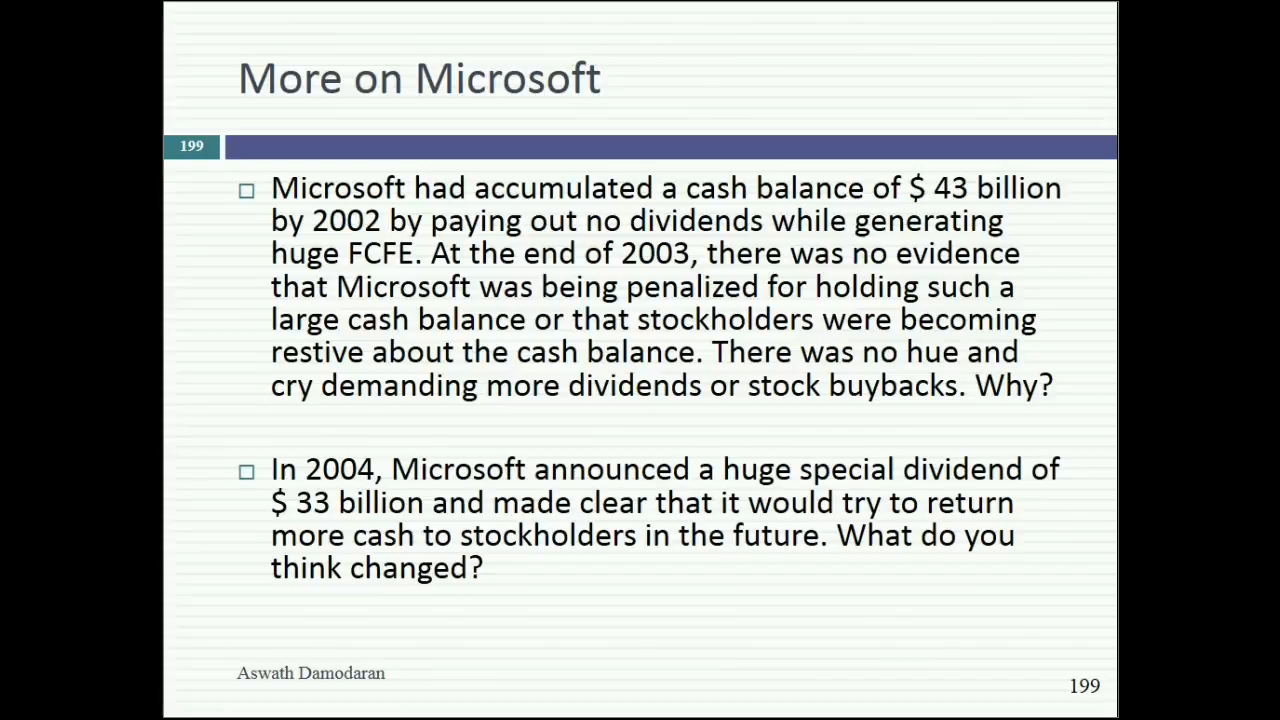 More on Microsoft
199
Microsoft had accumulated a cash balance of $ 43 billion
by 2002 by paying out no dividends while generating
huge FCFE. At the end of 2003, there was no evidence
that Microsoft was being penalized for holding such a
large cash balance or that stockholders were becoming
restive about the cash balance. There was no hue and
cry demanding more dividends or stock buybacks. Why?
In 2004, Microsoft announced a huge special dividend of
$ 33 billion and made clear that it would try to return
more cash to stockholders in the future. What do you
think changed?
Aswath Damodaran
199